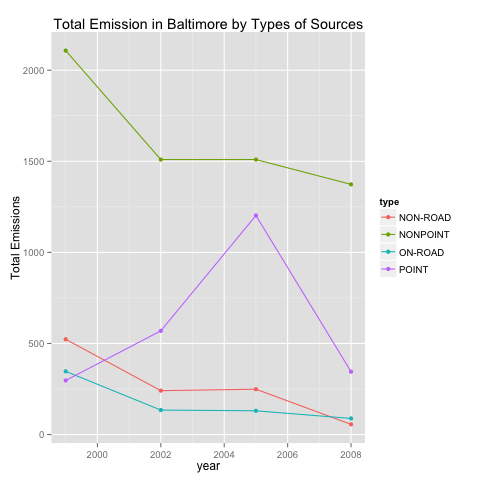 Total Emission in Baltimore by Types of Sources
2000
1500
1000
500
0
Total Emissions
2000 2002 2004 2006 2008
year
type
NON-ROAD
NONPOINT
ON-ROAD
POINT